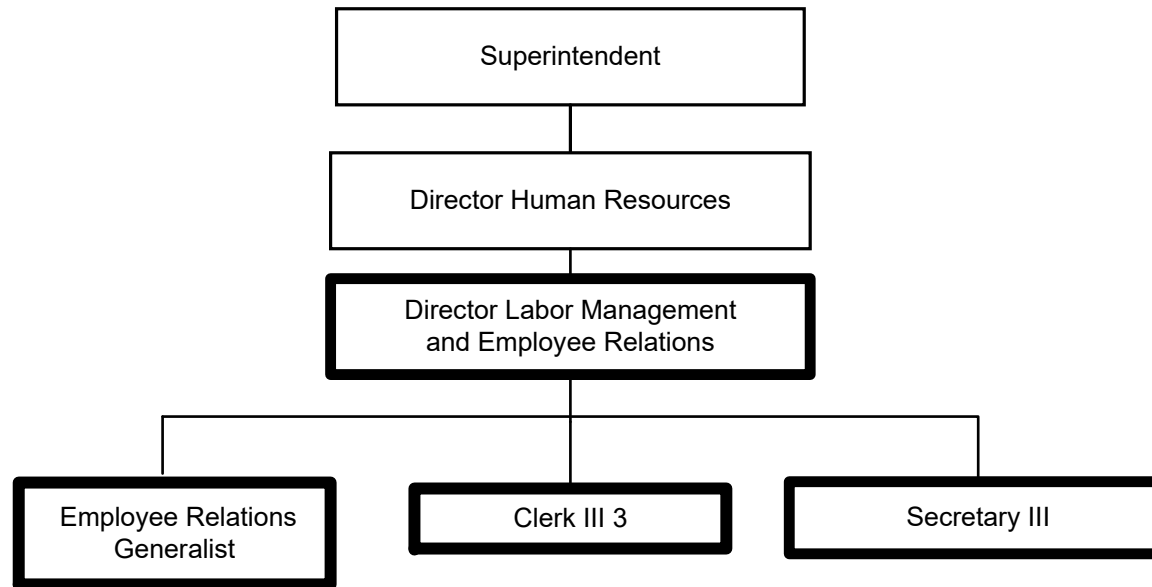 Superintendent
Director Human Resources
Director Labor Management
and Employee Relations
Employee Relations
Generalist
Clerk III 3
Secretary III